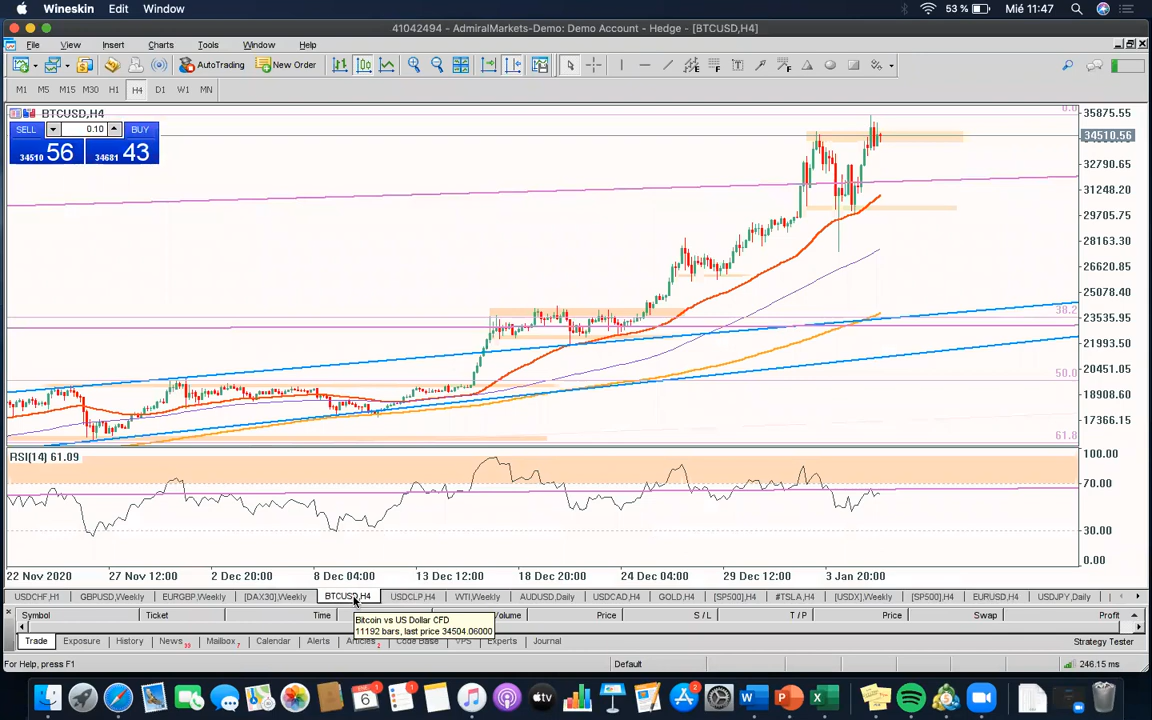 Wineskin Edit Window 53 % Mié 11:47
41042494 - AdmiralMarkets-Demo: Demo Account - Hedge - [BTCUSD,H4]
File View Insert Charts Tools Window Help
AutoTrading New Order
M1 M5 M15 M30 H1 H4 D1 W1 MN
BTCUSD,H4
SELL 0.10 BUY
34510 56 34681 43
0.0
38.2
50.0
61.8
35875.55
34510.56
32790.65
31248.20
29705.75
28163.30
26620.85
25078.40
23535.95
21993.50
20451.05
18908.60
17366.15
RSI(14) 61.09
100.00
70.00
30.00
0.00
22 Nov 2020 27 Nov 12:00 2 Dec 20:00 8 Dec 04:00 13 Dec 12:00 18 Dec 20:00 24 Dec 04:00 29 Dec 12:00 3 Jan 20:00
USDCHF,H1 GBPUSD,Weekly EURGBP,Weekly [DAX30],Weekly BTCUSD,H4 USDCLP,H4 WTI,Weekly AUDUSD,Daily USDCAD,H4 GOLD,H4 [SP500],H4 #TSLA,H4 [USDX],Weekly [SP500],H4 EURUSD,H4 USDJPY,Daily
Symbol Ticket Time Volume Price S / L T / P Price Swap Profit
Bitcoin vs US Dollar CFD
11192 bars, last price 34504.06000
Trade Exposure History News Mailbox 7 Calendar Alerts Articles 2 Code Base VPS Experts Journal Strategy Tester
For Help, press F1 Default 246.15 ms